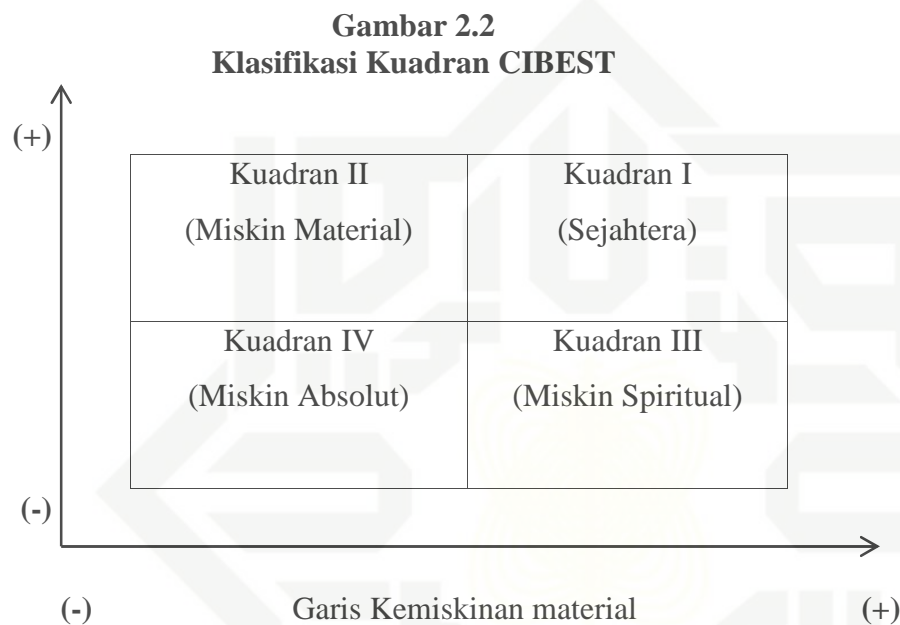 Gambar 2.2
Klasifikasi Kuadran CIBEST
(+)
Kuadran II
(Miskin Material)
Kuadran I
(Sejahtera)
Kuadran IV
(Miskin Absolut)
Kuadran III
(Miskin Spiritual)
(-)
(-) Garis Kemiskinan material (+)